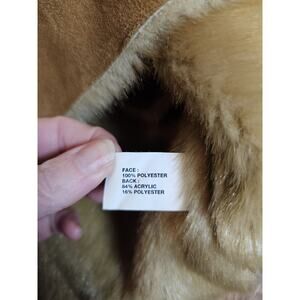 FACE :
100% POLYESTER
BACK :
84% ACRYLIC
16% POLYESTER